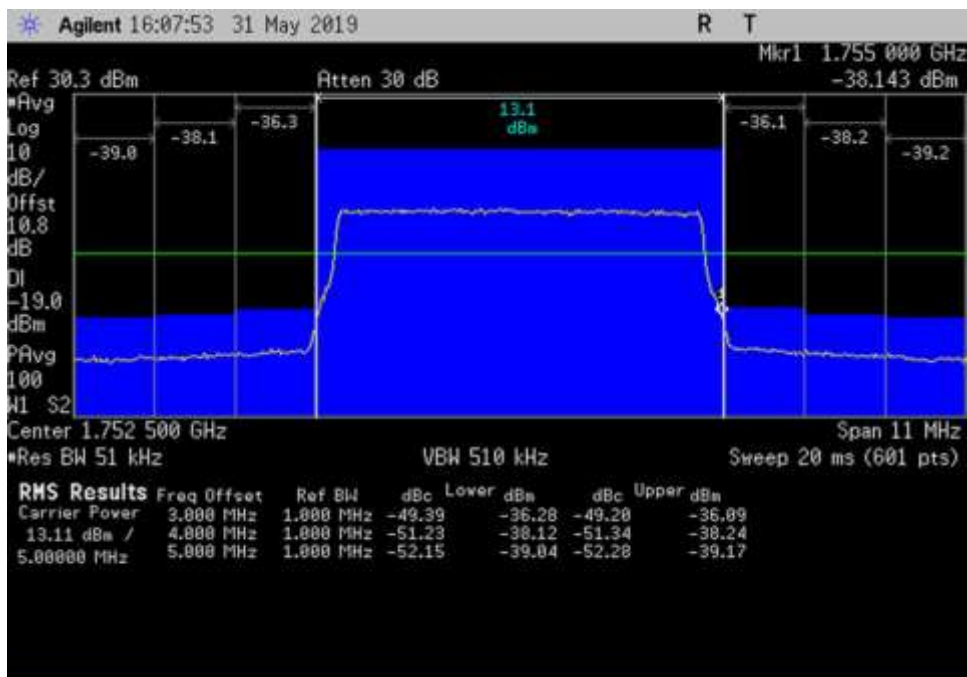 Agilent 16:07:53 31 May 2019 R T
Mkr1 1.755 000 GHz
Ref 30.3 dBm Atten 30 dB -38.143 dBm
#Avg
Log
10
dB/
Offst
10.8
dB
DI
-19.0
dBm
PAvg
100
W1 S2
-39.0 -38.1 -36.3 13.1 dBm -36.1 -38.2 -39.2
1
Center 1.752 500 GHz Span 11 MHz
#Res BW 51 kHz VBW 510 kHz Sweep 20 ms (601 pts)
RMS Results Freq Offset Ref BW dBc Lower dBm dBc Upper dBm
Carrier Power 3.000 MHz 1.000 MHz -49.39 -36.28 -49.20 -36.09
13.11 dBm / 4.000 MHz 1.000 MHz -51.23 -38.12 -51.34 -38.24
5.00000 MHz 5.000 MHz 1.000 MHz -52.15 -39.04 -52.28 -39.17